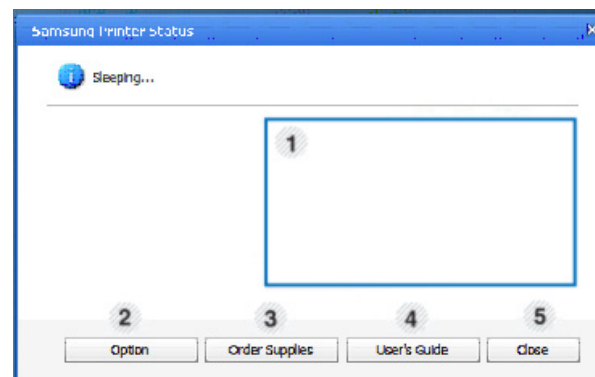 Samsung Printer Status
Sleeping...
1
2 3 4 5
Option Order Supplies User's Guide Close